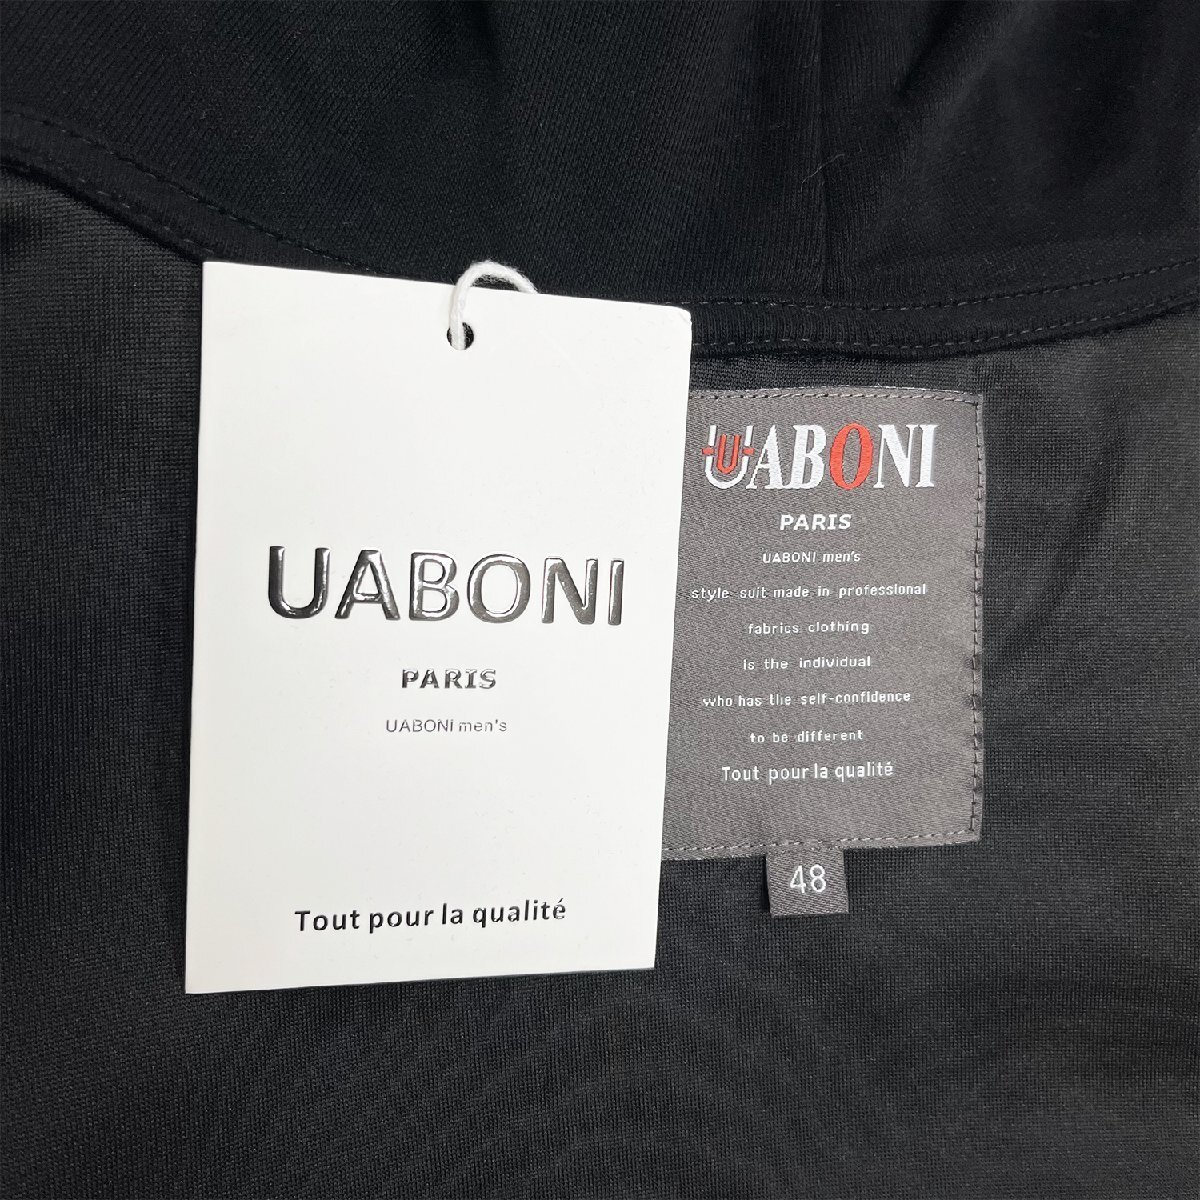 UABONI
PARIS
UABONI men's
Tout pour la qualité
UABONI
PARIS
UABONI men's
style suit made in professional
fabrics clothing
is the individual
who has the self-confidence
to be different
Tout pour la qualité
48